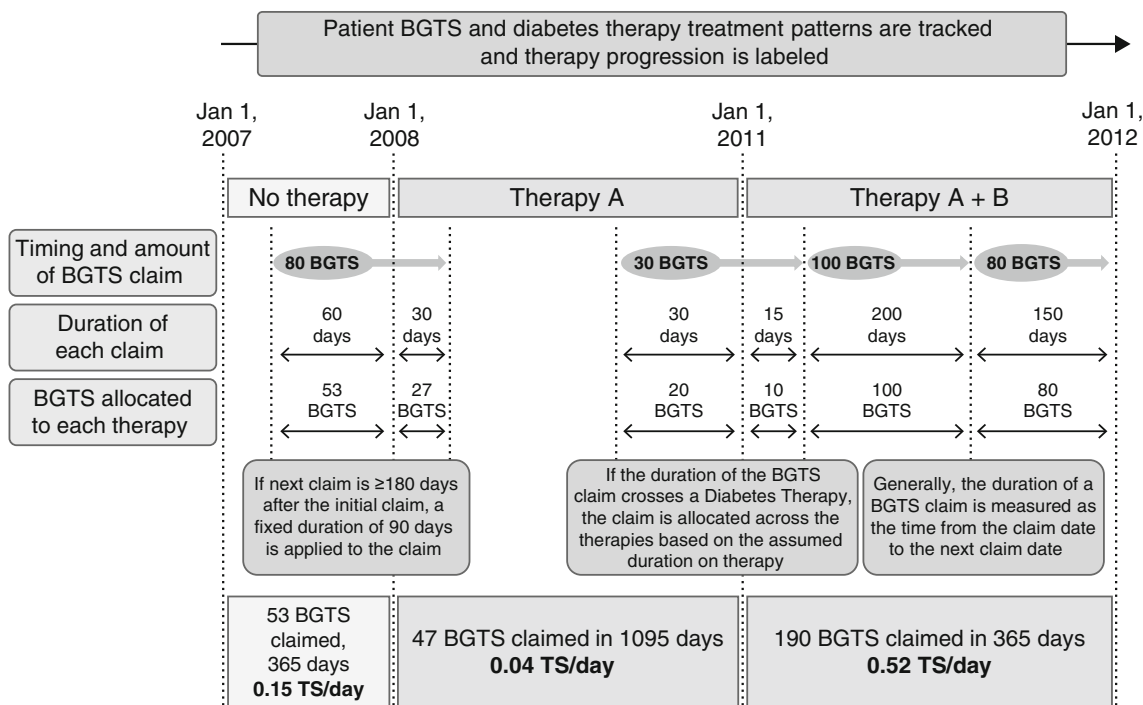 Patient BGTS and diabetes therapy treatment patterns are tracked
and therapy progression is labeled
Jan 1,
2007
Jan 1,
2008
Jan 1,
2011
Jan 1,
2012
No therapy
Therapy A
Therapy A + B
Timing and amount
of BGTS claim
80 BGTS
30 BGTS
100 BGTS
80 BGTS
Duration of
each claim
60
days
30
days
30
days
15
days
200
days
150
days
BGTS allocated
to each therapy
53
BGTS
27
BGTS
20
BGTS
10
BGTS
100
BGTS
80
BGTS
If next claim is ≥180 days
after the initial claim, a
fixed duration of 90 days
is applied to the claim
If the duration of the BGTS
claim crosses a Diabetes Therapy,
the claim is allocated across the
therapies based on the assumed
duration on therapy
Generally, the duration of a
BGTS claim is measured as
the time from the claim date
to the next claim date
53 BGTS
claimed,
365 days
0.15 TS/day
47 BGTS claimed in 1095 days
0.04 TS/day
190 BGTS claimed in 365 days
0.52 TS/day